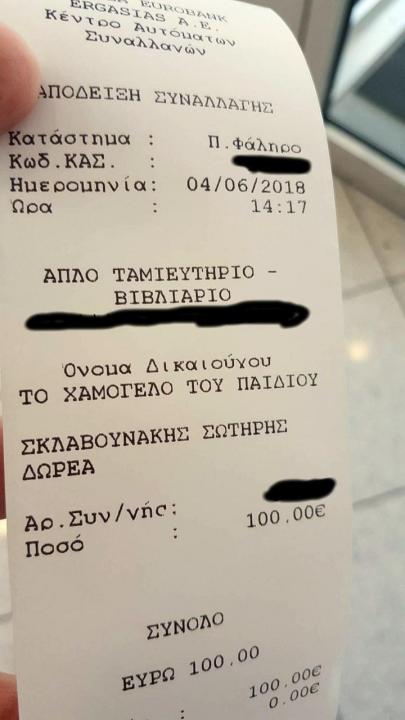 EUROBANK
ERGASIAS A.E.
Κέντρο Αυτόματων
Συναλλαγών
ΑΠΟΔΕΙΞΗ ΣΥΝΑΛΛΑΓΗΣ
Κατάστημα : Π.Φάληρο
Κωδ.ΚΑΣ. :
Ημερομηνία: 04/06/2018
Ώρα : 14:17
ΑΠΛΟ ΤΑΜΙΕΥΤΗΡΙΟ -
ΒΙΒΛΙΑΡΙΟ
Όνομα Δικαιούχου
ΤΟ ΧΑΜΟΓΕΛΟ ΤΟΥ ΠΑΙΔΙΟΥ
ΣΚΛΑΒΟΥΝΑΚΗΣ ΣΩΤΗΡΗΣ
ΔΩΡΕΑ
Αρ.Συν/γής:
Ποσό : 100.00€
ΣΥΝΟΛΟ
ΕΥΡΩ 100.00
100.00€
: 0.00€